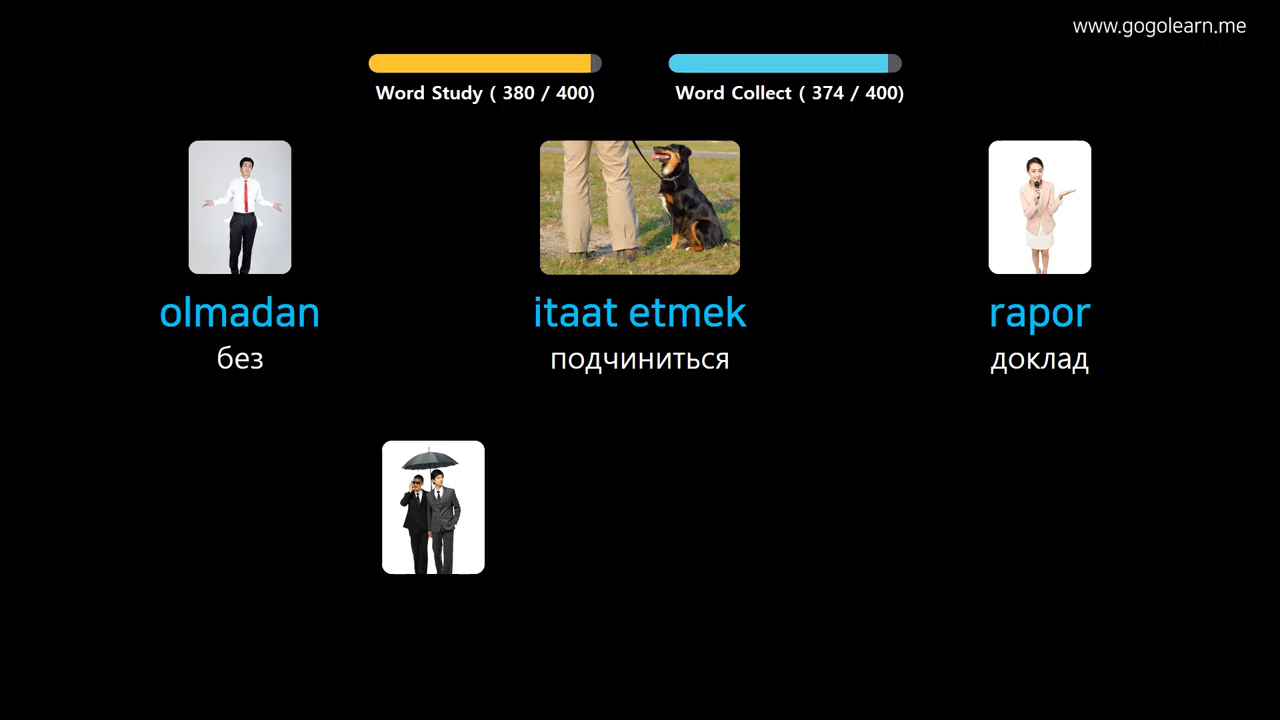 www.gogolearn.me
Word Study ( 380 / 400)
Word Collect ( 374 / 400)
olmadan
без
itaat etmek
подчиниться
rapor
доклад